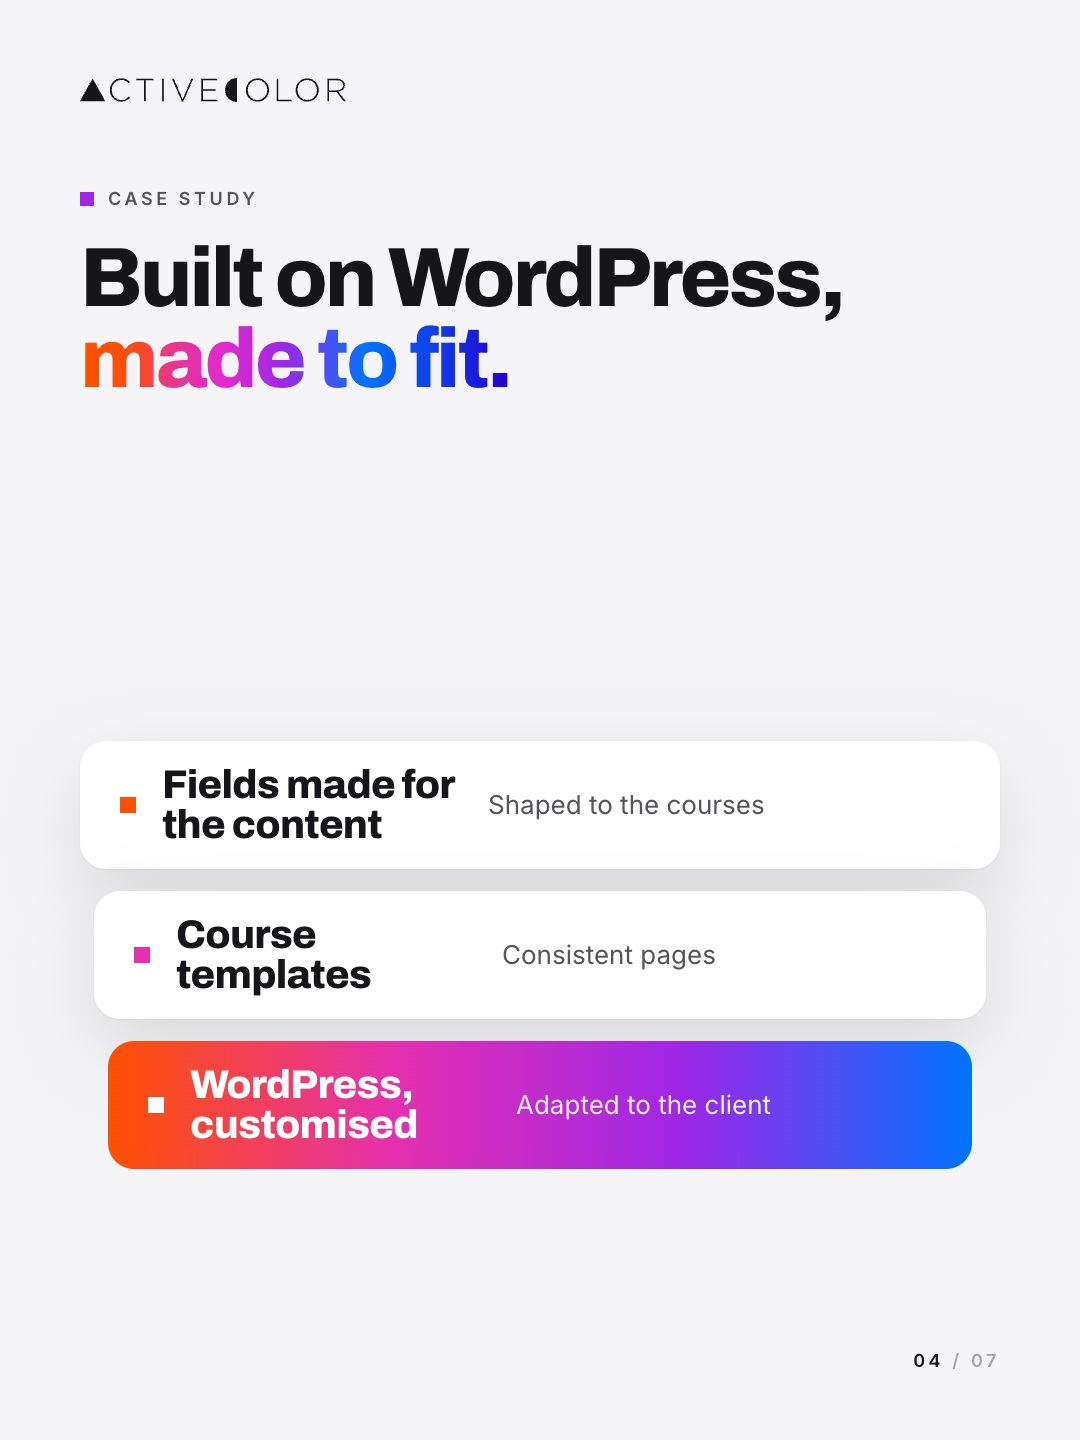 ACTIVECOLOR
CASE STUDY
Built on WordPress,
made to fit.
Fields made for
the content
Shaped to the courses
Course
templates
Consistent pages
WordPress,
customised
Adapted to the client
04 / 07